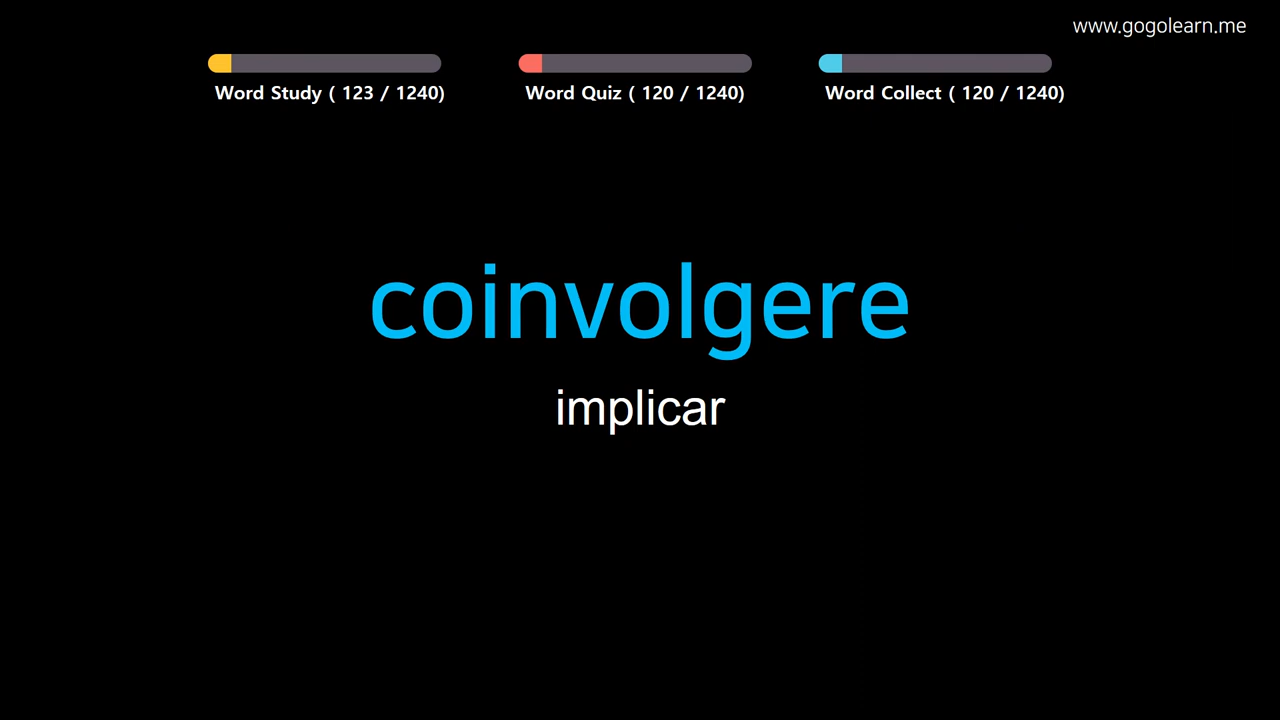 www.gogolearn.me
Word Study ( 123 / 1240)
Word Quiz ( 120 / 1240)
Word Collect ( 120 / 1240)
coinvolgere
implicar